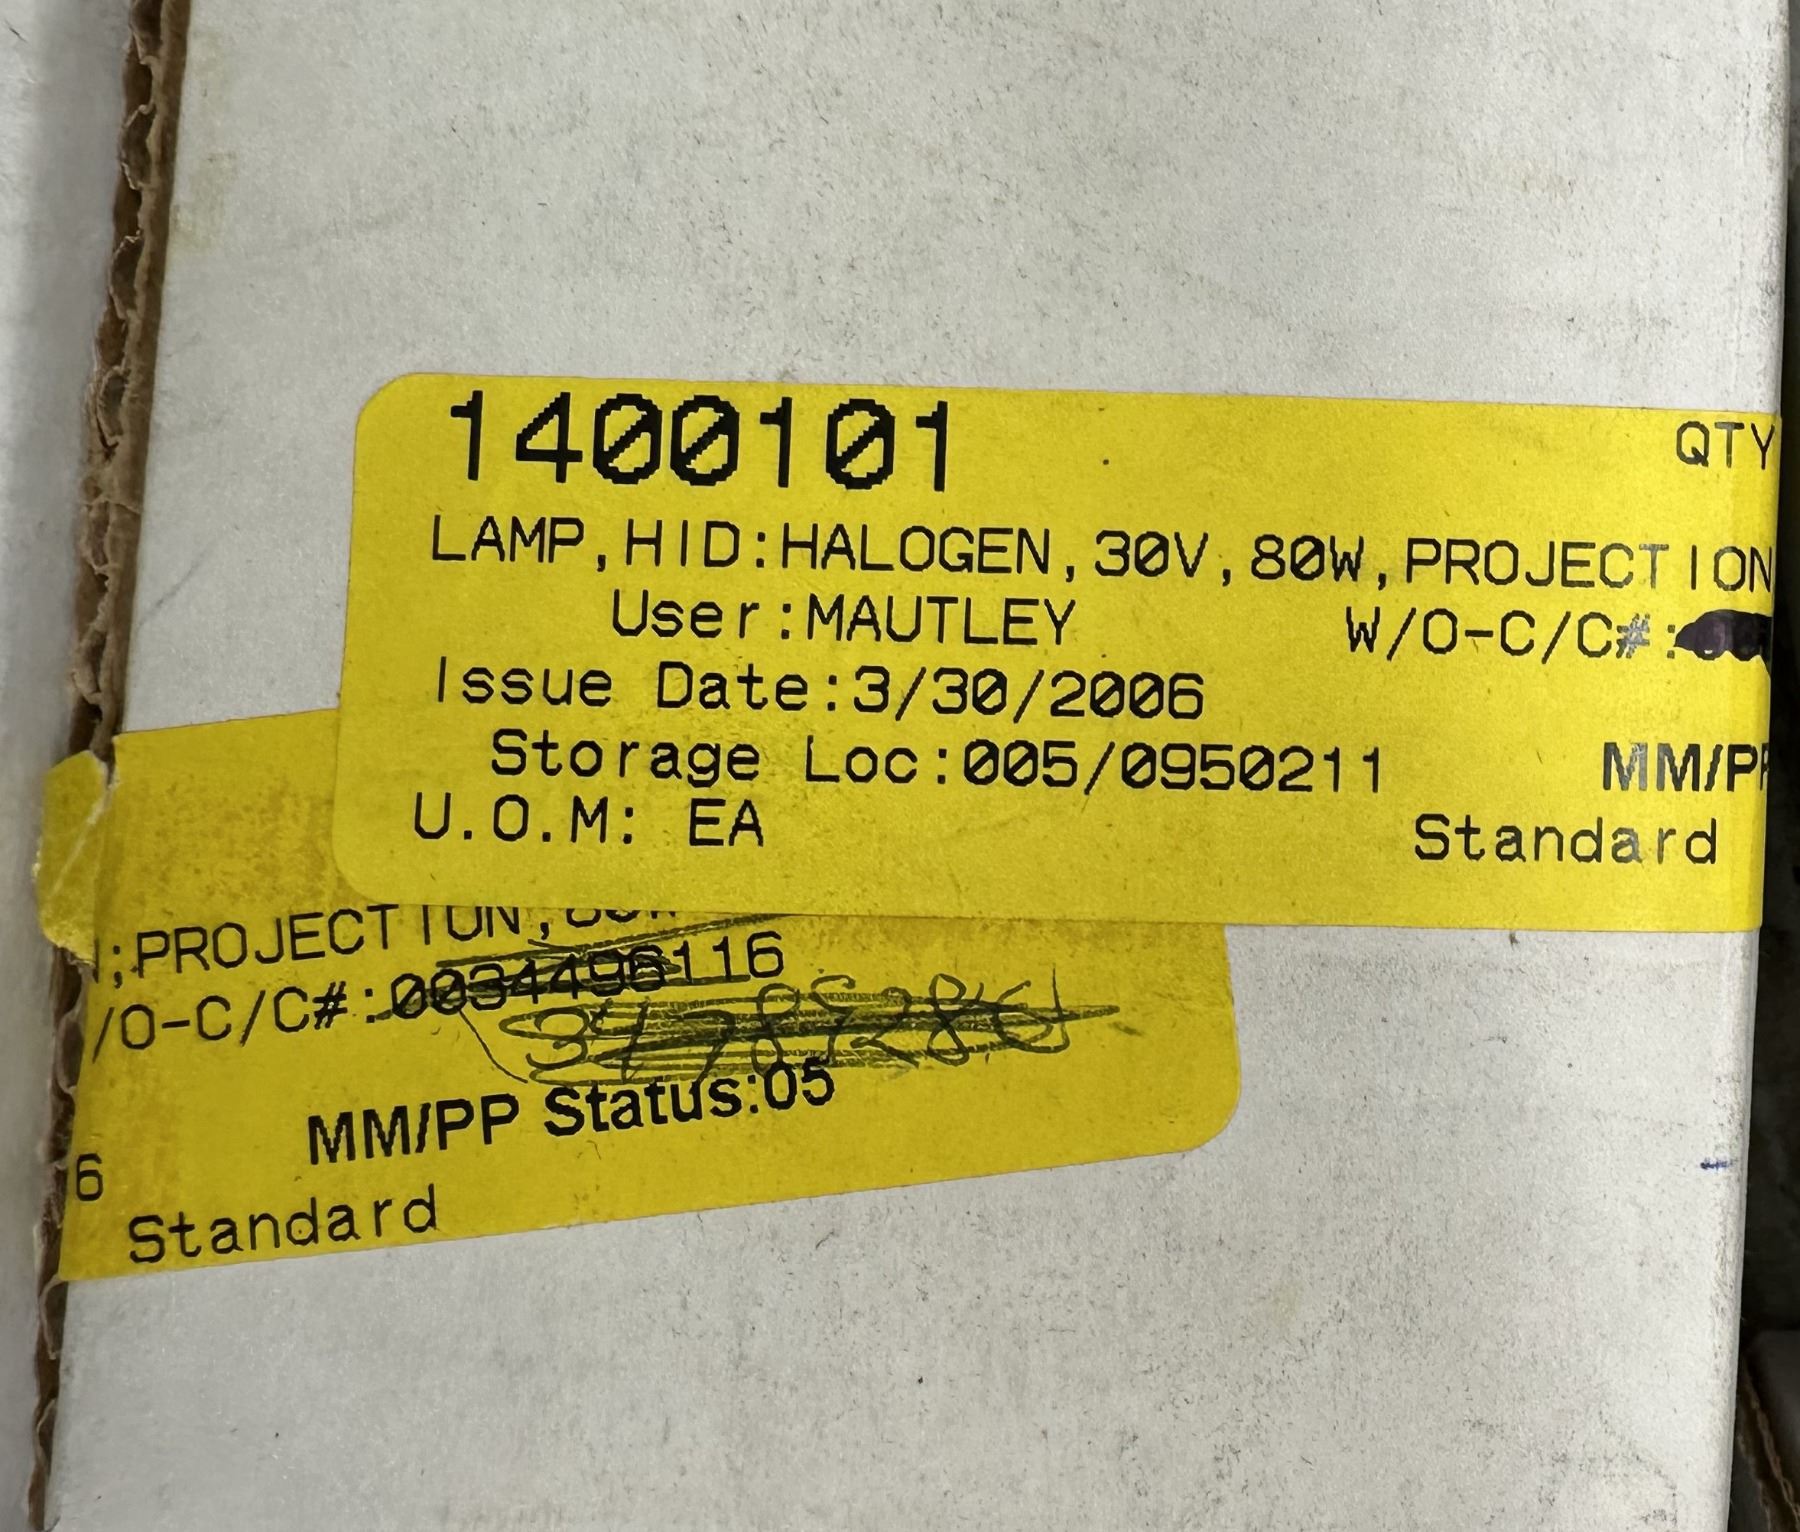 1400101 QTY
LAMP,HID:HALOGEN,30V,80W,PROJECTION
User:MAUTLEY W/O-C/C#:
Issue Date:3/30/2006
Storage Loc:005/0950211 MM/PP
U.O.M: EA Standard
;PROJECTION,
/O-C/C#:0034496116
MM/PP Status:05
6
Standard